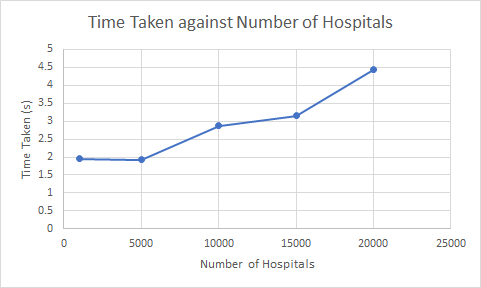 Time Taken against Number of Hospitals
5
4.5
4
3.5
3
2.5
2
1.5
1
0.5
0
Time Taken (s)
0 5000 10000 15000 20000 25000
Number of Hospitals